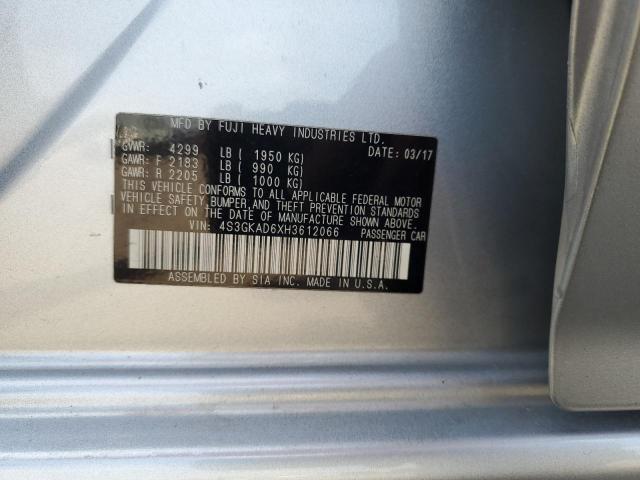 MFD BY FUJI HEAVY INDUSTRIES LTD.
GVWR: 4299 LB ( 1950 KG) DATE: 03/17
GAWR: F 2183 LB ( 990 KG)
GAWR: R 2205 LB ( 1000 KG)
THIS VEHICLE CONFORMS TO ALL APPLICABLE FEDERAL MOTOR
VEHICLE SAFETY, BUMPER, AND THEFT PREVENTION STANDARDS
IN EFFECT ON THE DATE OF MANUFACTURE SHOWN ABOVE.
VIN: 4S3GKAD6XH3612066 PASSENGER CAR
ASSEMBLED BY SIA INC. MADE IN U.S.A.